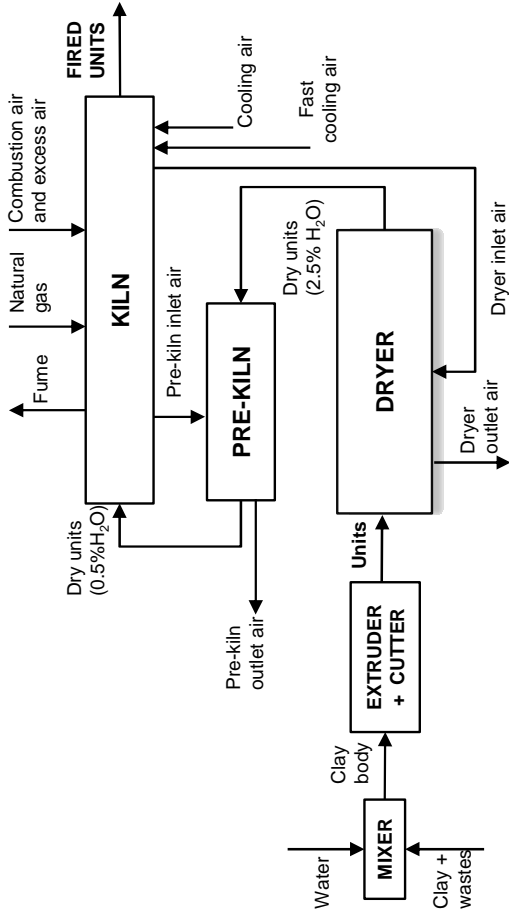 FIRED
UNITS
Combustion air
and excess air
Natural
gas
Fume
KILN
Cooling air
Fast
cooling air
Pre-kiln inlet air
Dry units
(0.5%H₂O)
PRE-KILN
Pre-kiln
outlet air
Dry units
(2.5% H₂O)
DRYER
Dryer inlet air
Dryer
outlet air
Units
EXTRUDER
+ CUTTER
Clay
body
MIXER
Water
Clay +
wastes